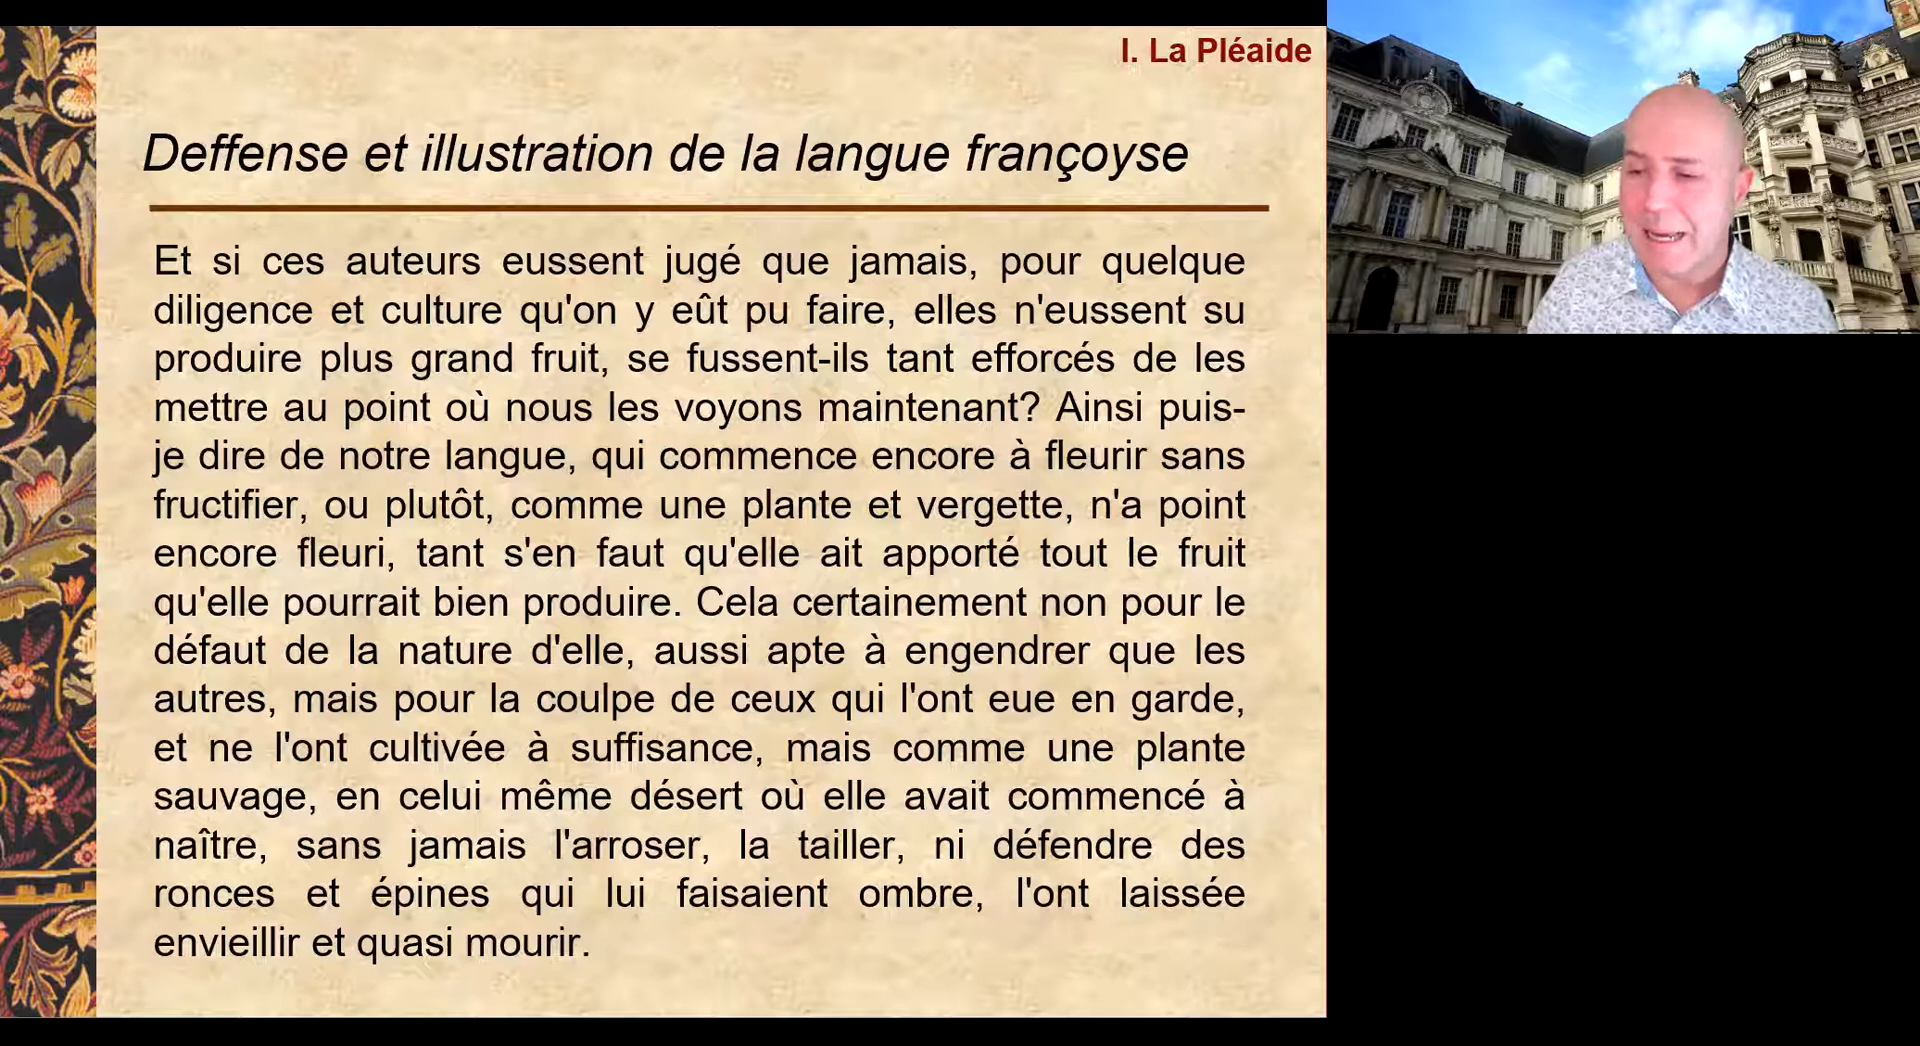 I. La Pléaide
Deffense et illustration de la langue françoyse
Et si ces auteurs eussent jugé que jamais, pour quelque
diligence et culture qu'on y eût pu faire, elles n'eussent su
produire plus grand fruit, se fussent-ils tant efforcés de les
mettre au point où nous les voyons maintenant? Ainsi puis-
je dire de notre langue, qui commence encore à fleurir sans
fructifier, ou plutôt, comme une plante et vergette, n'a point
encore fleuri, tant s'en faut qu'elle ait apporté tout le fruit
qu'elle pourrait bien produire. Cela certainement non pour le
défaut de la nature d'elle, aussi apte à engendrer que les
autres, mais pour la coulpe de ceux qui l'ont eue en garde,
et ne l'ont cultivée à suffisance, mais comme une plante
sauvage, en celui même désert où elle avait commencé à
naître, sans jamais l'arroser, la tailler, ni défendre des
ronces et épines qui lui faisaient ombre, l'ont laissée
envieillir et quasi mourir.